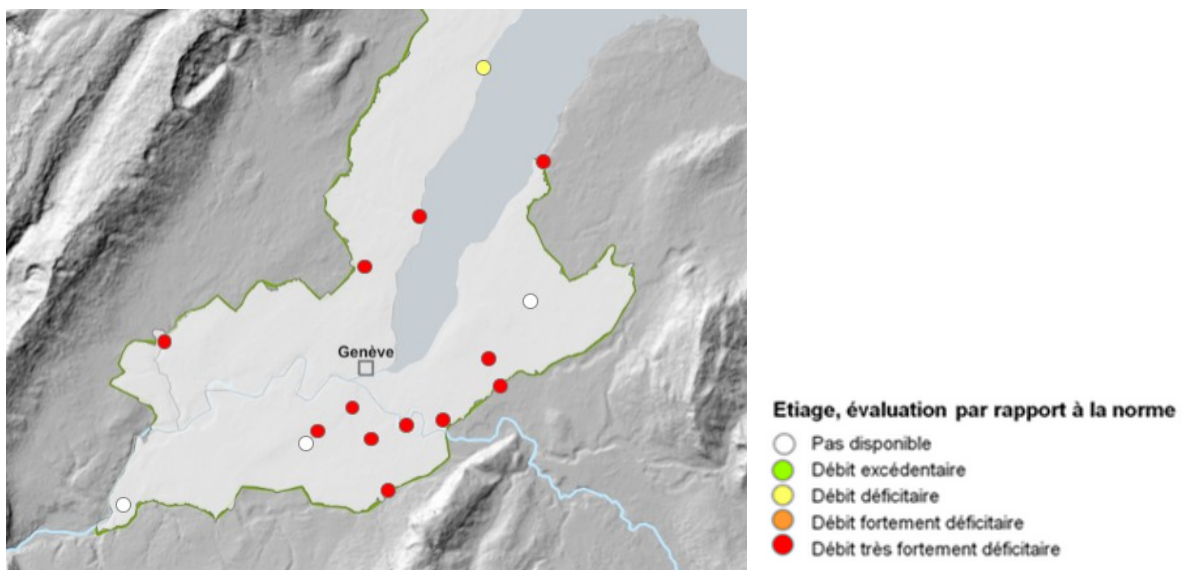 Genève
Etiage, évaluation par rapport à la norme
Pas disponible
Débit excédentaire
Débit déficitaire
Débit fortement déficitaire
Débit très fortement déficitaire